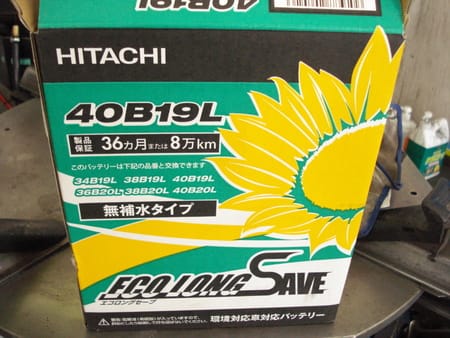 40B19L
HITACHI
40B19L
製品保証 36ヵ月または8万km
このバッテリーは下記の品番と交換できます
34B19L 38B19L 40B19L
36B20L 38B20L 40B20L
無補水タイプ
ECO LONG SAVE
エコロングセーブ
環境対応車対応バッテリー